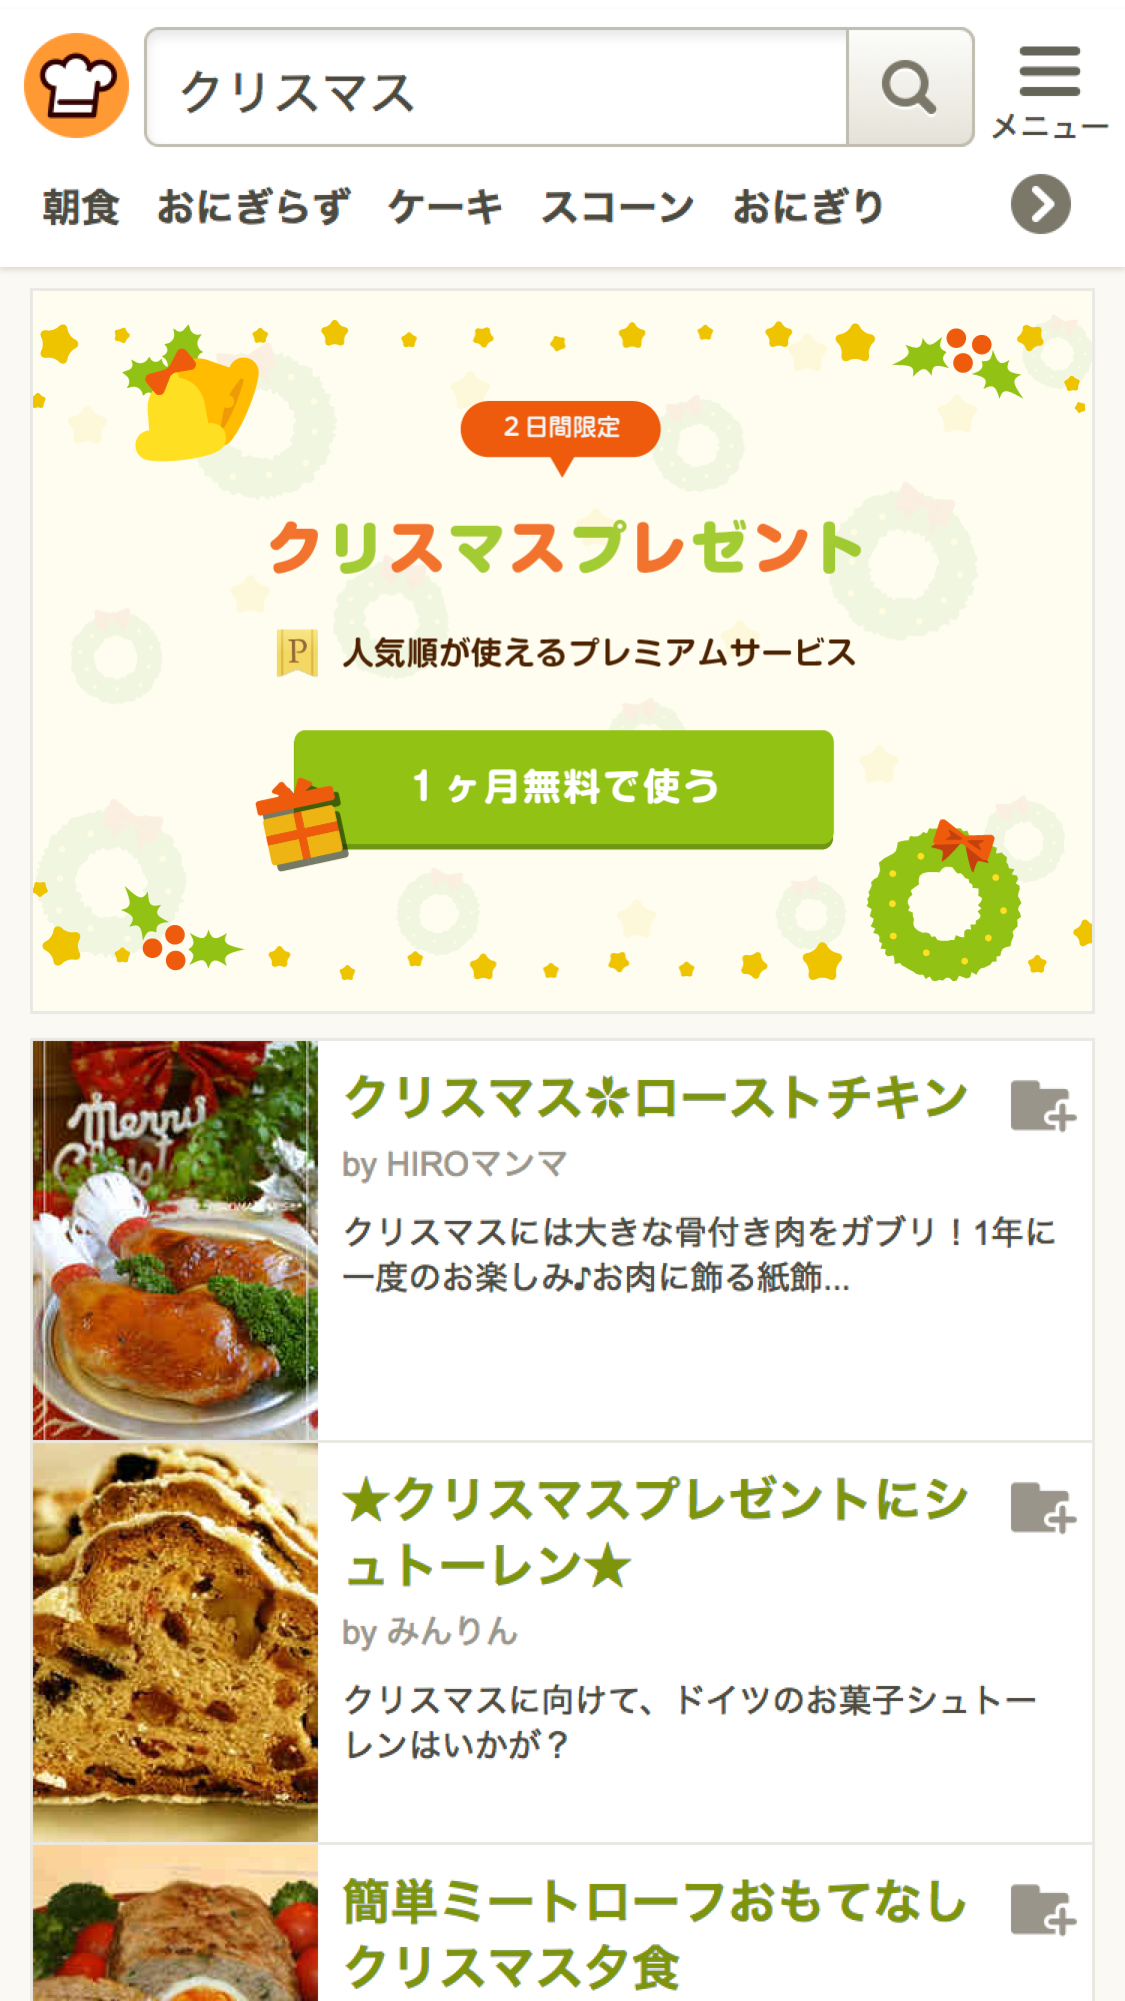 クリスマス
メニュー
朝食 おにぎらず ケーキ スコーン おにぎり
２日間限定
クリスマスプレゼント
P 人気順が使えるプレミアムサービス
１ヶ月無料で使う
Merry
クリスマス✲ローストチキン
by HIROマンマ
クリスマスには大きな骨付き肉をガブリ！1年に
一度のお楽しみ♪お肉に飾る紙飾...
★クリスマスプレゼントにシ
ュトーレン★
by みんりん
クリスマスに向けて、ドイツのお菓子シュトー
レンはいかが？
簡単ミートローフおもてなし
クリスマス夕食